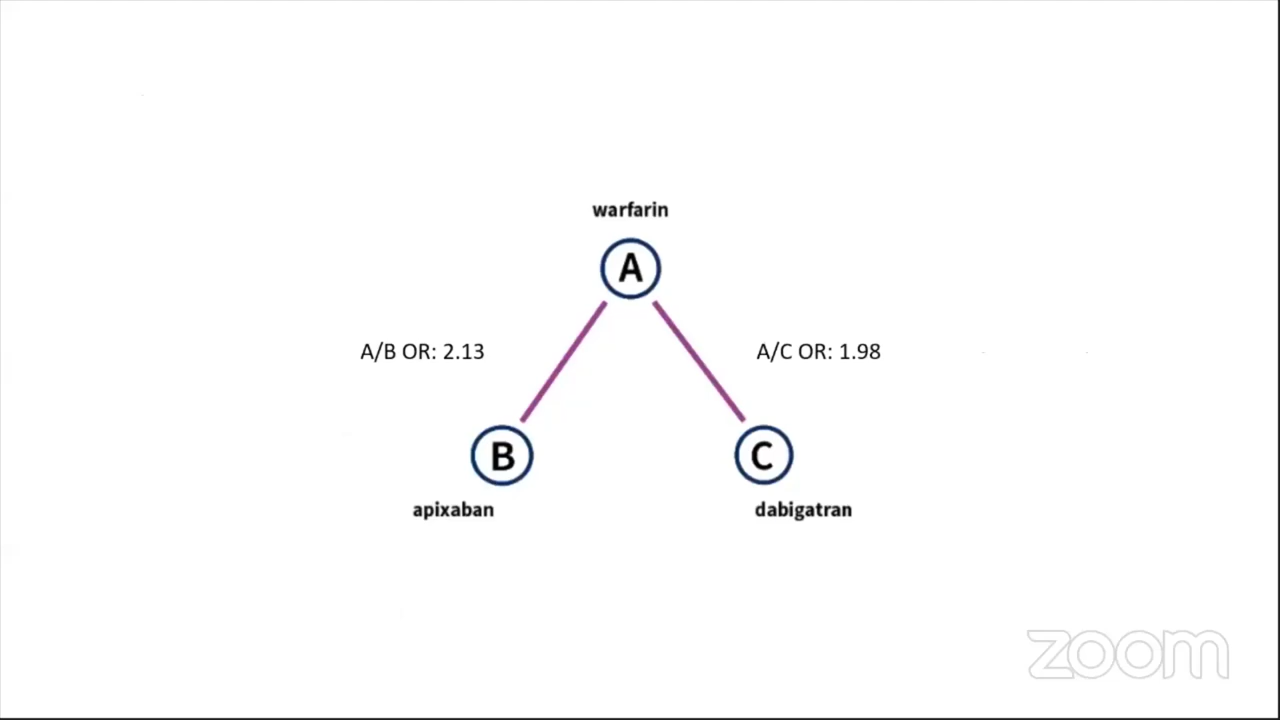 warfarin
A
A/B OR: 2.13
A/C OR: 1.98
B
C
apixaban
dabigatran
zoom